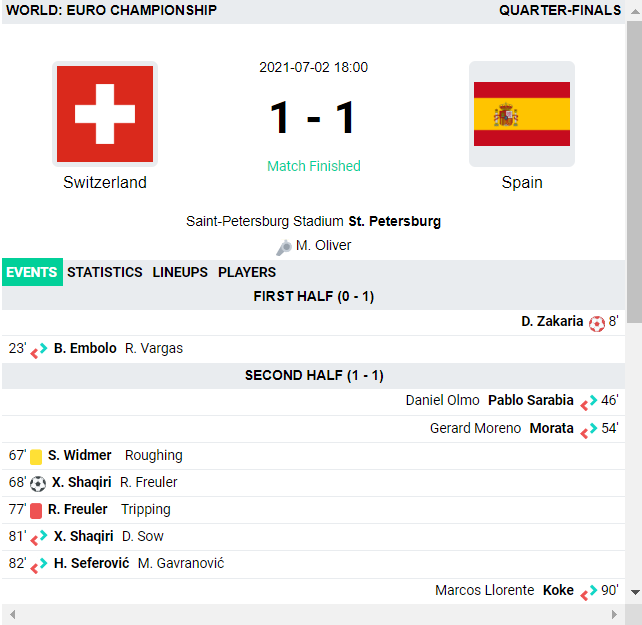 WORLD: EURO CHAMPIONSHIP QUARTER-FINALS
2021-07-02 18:00
1 - 1
Match Finished
Switzerland Spain
Saint-Petersburg Stadium St. Petersburg
M. Oliver
EVENTS STATISTICS LINEUPS PLAYERS
FIRST HALF (0 - 1)
D. Zakaria 8'
23' B. Embolo R. Vargas
SECOND HALF (1 - 1)
Daniel Olmo Pablo Sarabia 46'
Gerard Moreno Morata 54'
67' S. Widmer Roughing
68' X. Shaqiri R. Freuler
77' R. Freuler Tripping
81' X. Shaqiri D. Sow
82' H. Seferović M. Gavranović
Marcos Llorente Koke 90'